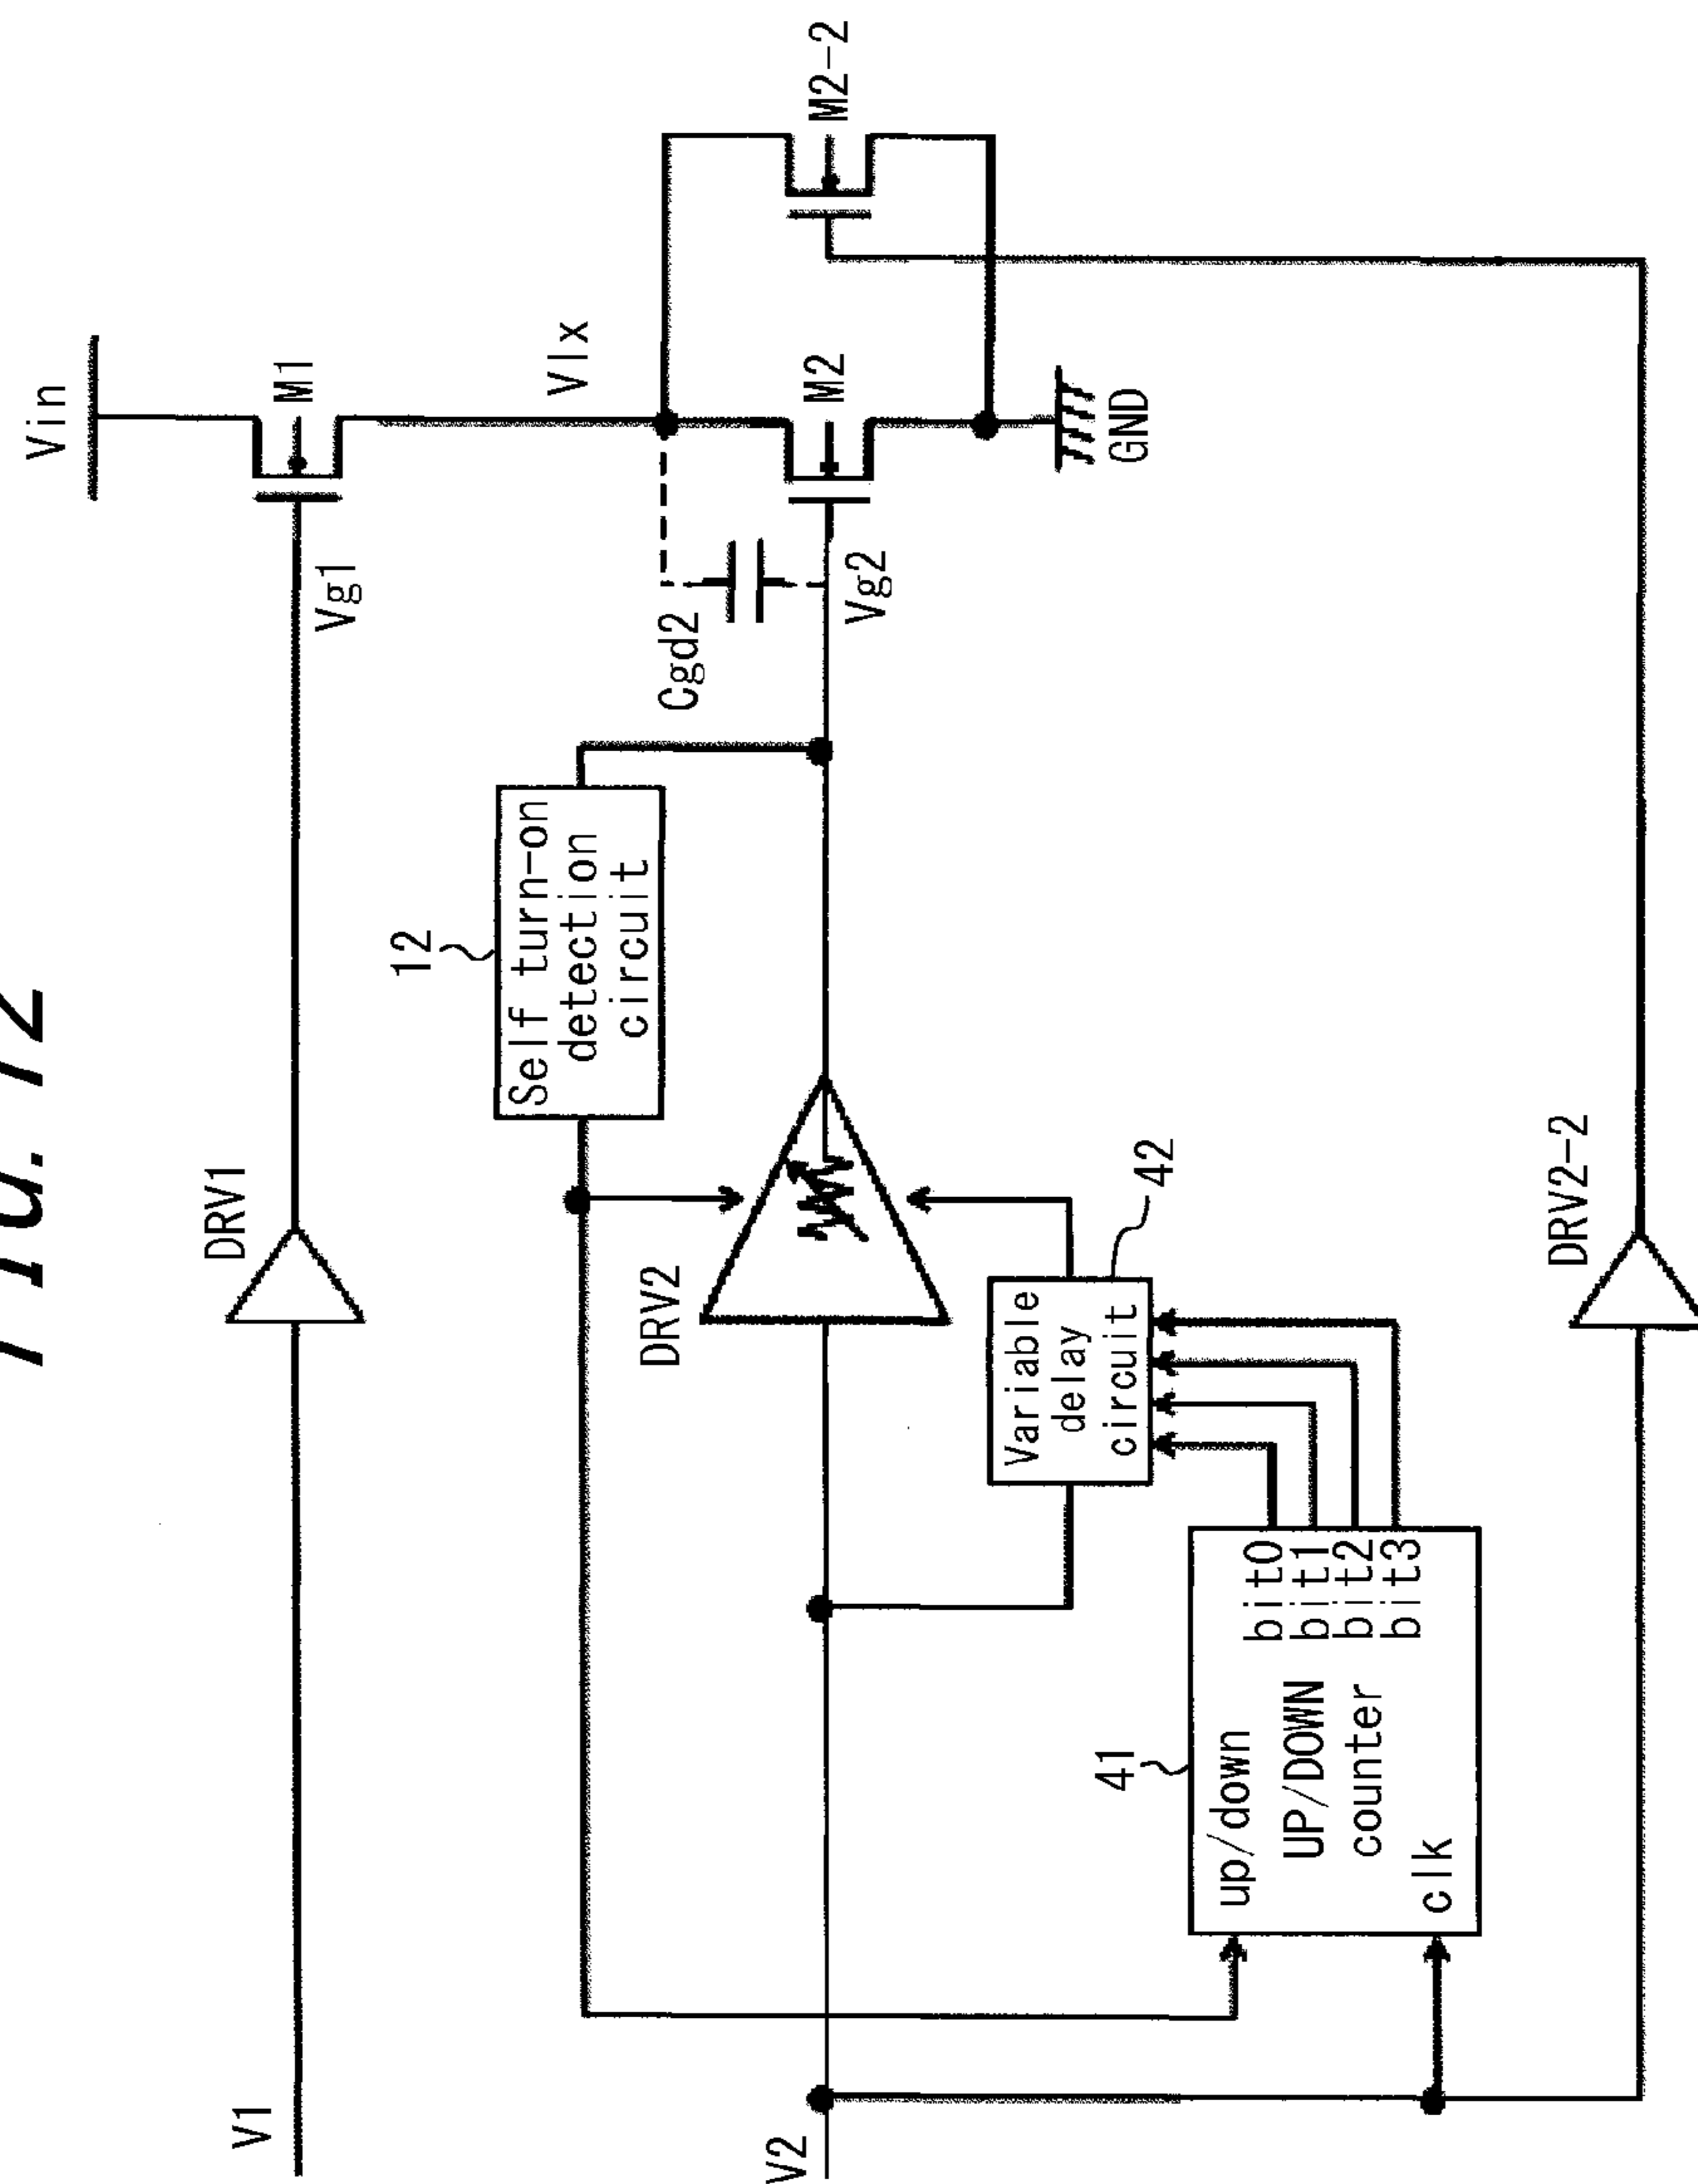 FIG. 12
Vin
M1
Vg1
DRV1
V1
Vlx
12
Self turn-on
detection
circuit
Cgd2
M2
M2-2
Vg2
GND
DRV2
V2
Variable
delay
circuit
42
41
up/down
UP/DOWN
counter
clk
bit0
bit1
bit2
bit3
DRV2-2